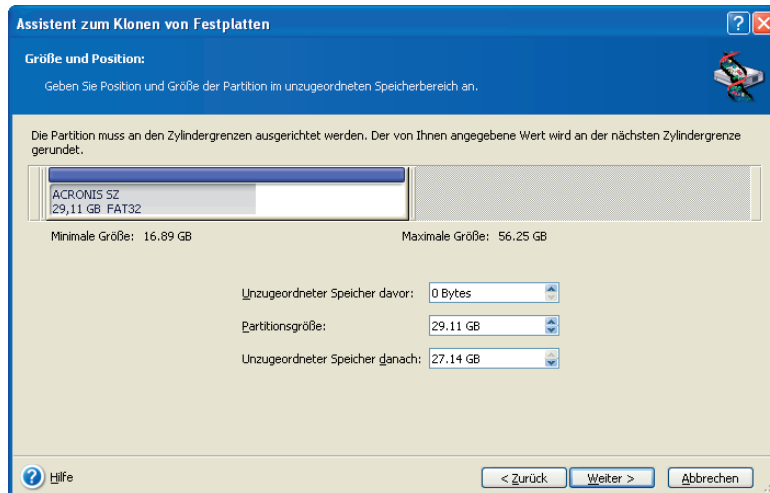 Assistent zum Klonen von Festplatten
Größe und Position:
Geben Sie Position und Größe der Partition im unzugeordneten Speicherbereich an.
Die Partition muss an den Zylindergrenzen ausgerichtet werden. Der von Ihnen angegebene Wert wird an der nächsten Zylindergrenze
gerundet.
ACRONIS SZ
29,11 GB FAT32
Minimale Größe: 16.89 GB Maximale Größe: 56.25 GB
Unzugeordneter Speicher davor: 0 Bytes
Partitionsgröße: 29.11 GB
Unzugeordneter Speicher danach: 27.14 GB
? Hilfe < Zurück Weiter > Abbrechen